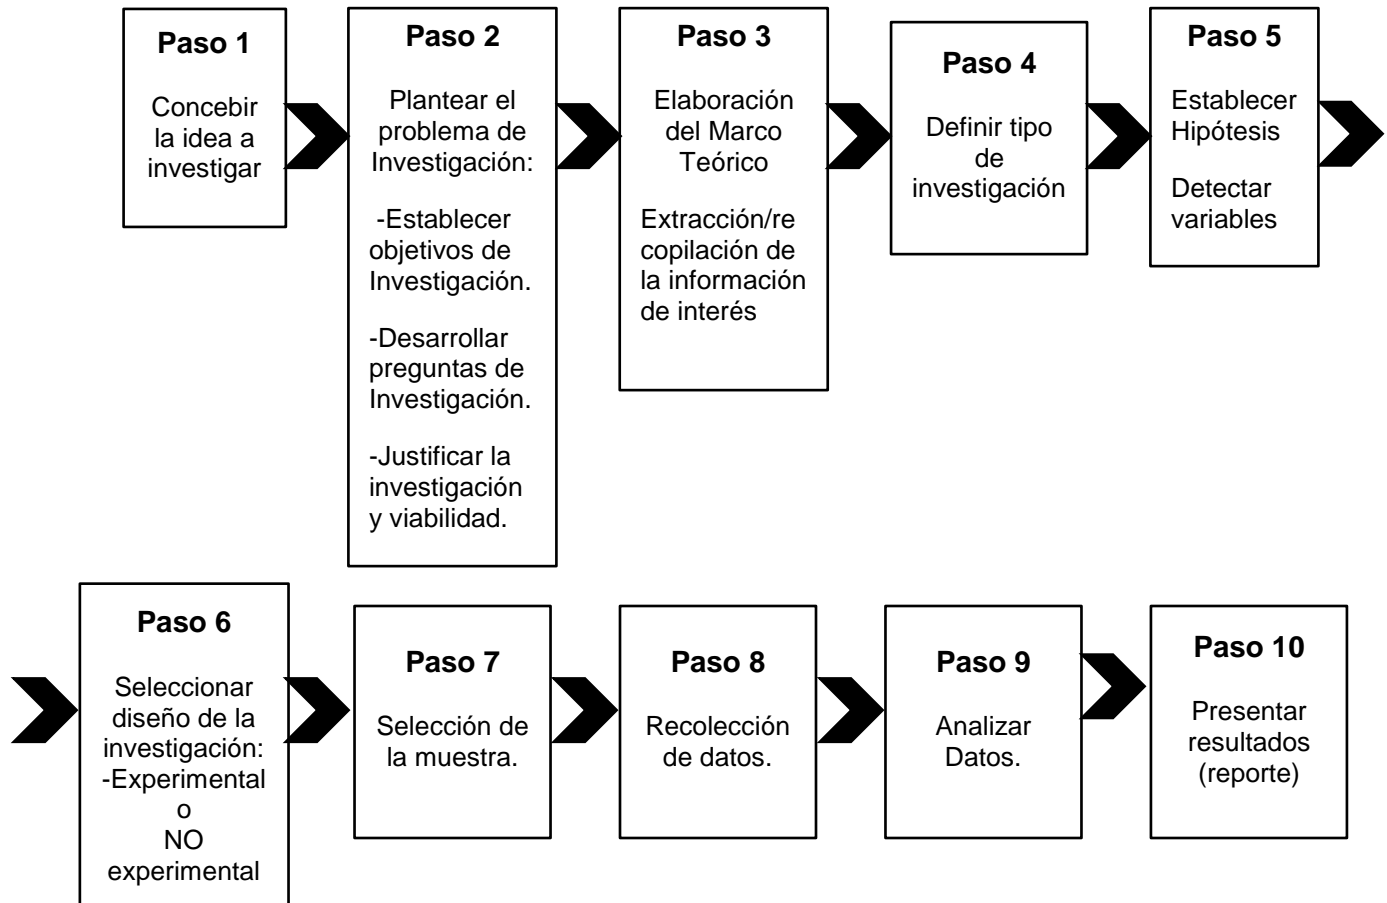 Paso 1
Concebir
la idea a
investigar
Paso 2
Plantear el
problema de
Investigación:
-Establecer
objetivos de
Investigación.
-Desarrollar
preguntas de
Investigación.
-Justificar la
investigación
y viabilidad.
Paso 3
Elaboración
del Marco
Teórico
Extracción/re
copilación de
la información
de interés
Paso 4
Definir tipo
de
investigación
Paso 5
Establecer
Hipótesis
Detectar
variables
Paso 6
Seleccionar
diseño de la
investigación:
-Experimental
o
NO
experimental
Paso 7
Selección de
la muestra.
Paso 8
Recolección
de datos.
Paso 9
Analizar
Datos.
Paso 10
Presentar
resultados
(reporte)